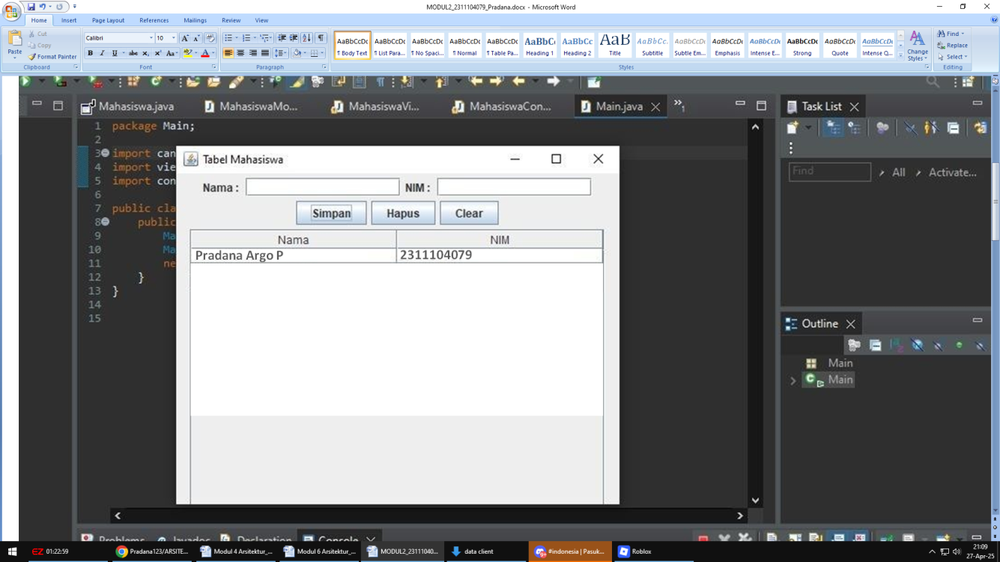 MODUL2_2311104079_Pradana.docx - Microsoft Word
Home Insert Page Layout References Mailings Review View
Cut
Copy
Format Painter
Paste
Clipboard
Calibri 10
Font
Paragraph
AaBbCcDc AaBbCcDc AaBbCcDc AaBbCcDc AaBbCcDc AaBbC AaBbCc AaB AaBbCc. AaBbCcDc AaBbCcDc AaBbCcDc AaBbCcDc AaBbCcDc AaBbCcDc
¶ Body Text ¶ List Para... ¶ No Spaci... ¶ Normal ¶ Table Pa... Heading 1 Heading 2 Title Subtitle Subtle Em... Emphasis Intense E... Strong Quote Intense Q...
Change Styles
Styles
Find
Replace
Select
Editing
Mahasiswa.java MahasiswaMo... MahasiswaVi... MahasiswaCon... Main.java 1
Task List
1 package Main;
2
3 import can
4 import vie
5 import con
6
7 public cla
8 public
9 Ma
10 Ma
11 ne
12 }
13 }
14
15
Tabel Mahasiswa
Nama : NIM :
Simpan Hapus Clear
Nama NIM
Pradana Argo P 2311104079
Find All Activate...
Outline
Main
Main
Problems Javadoc Declaration Console
EZ 01:22:59
Pradana123/ARSITE...
Modul 4 Arsitektur_...
Modul 6 Arsitektur_...
MODUL2_23111040...
data client
#indonesia | Pasuk...
Roblox
21:09
27-Apr-25